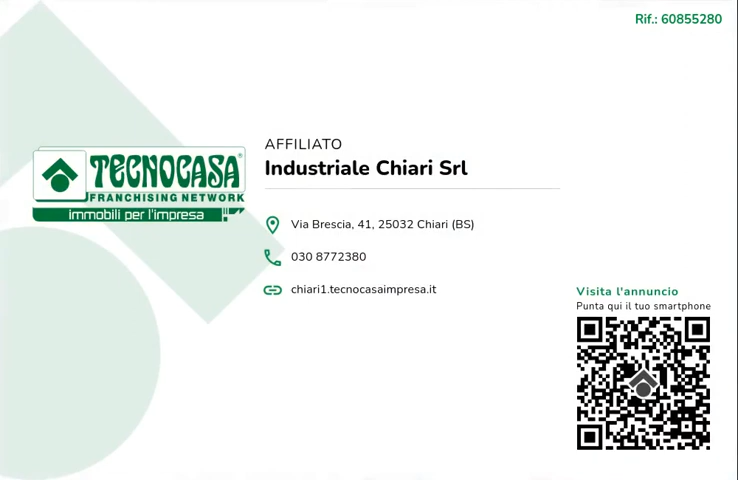 Rif.: 60855280
AFFILIATO
Industriale Chiari Srl
TECNOCASA®
FRANCHISING NETWORK
immobili per l'impresa
Via Brescia, 41, 25032 Chiari (BS)
030 8772380
chiari1.tecnocasaimpresa.it
Visita l'annuncio
Punta qui il tuo smartphone